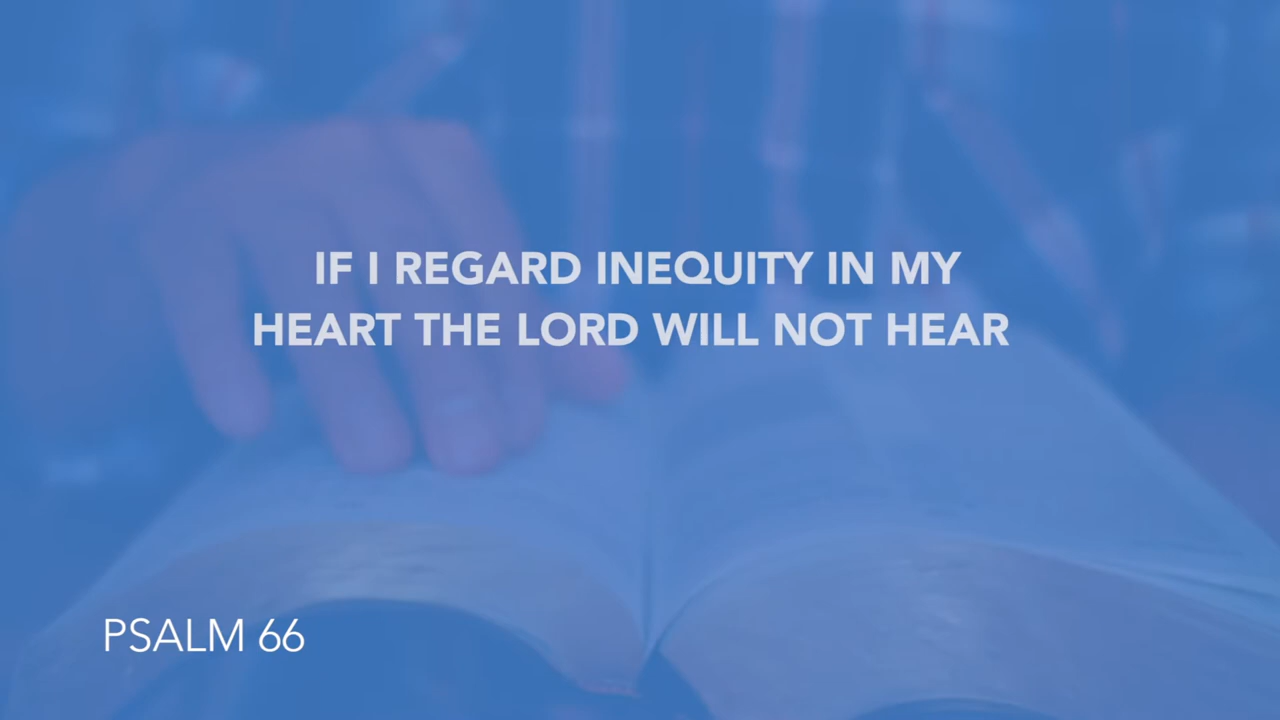 IF I REGARD INEQUITY IN MY
HEART THE LORD WILL NOT HEAR
PSALM 66